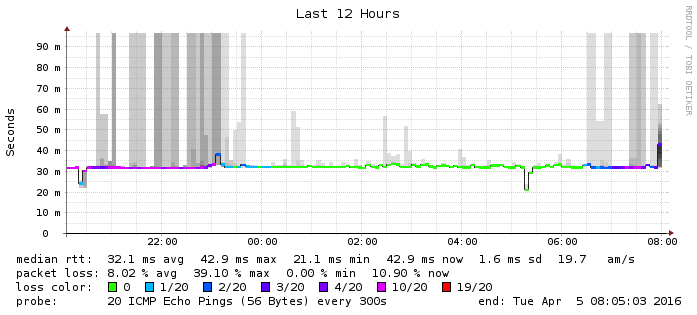 Last 12 Hours
RRDTOOL / TOBI OETIKER
Seconds
90 m
80 m
70 m
60 m
50 m
40 m
30 m
20 m
10 m
0
22:00 00:00 02:00 04:00 06:00 08:00
median rtt: 32.1 ms avg 42.9 ms max 21.1 ms min 42.9 ms now 1.6 ms sd 19.7 am/s
packet loss: 8.02 % avg 39.10 % max 0.00 % min 10.90 % now
loss color: 0 1/20 2/20 3/20 4/20 10/20 19/20
probe: 20 ICMP Echo Pings (56 Bytes) every 300s end: Tue Apr 5 08:05:03 2016